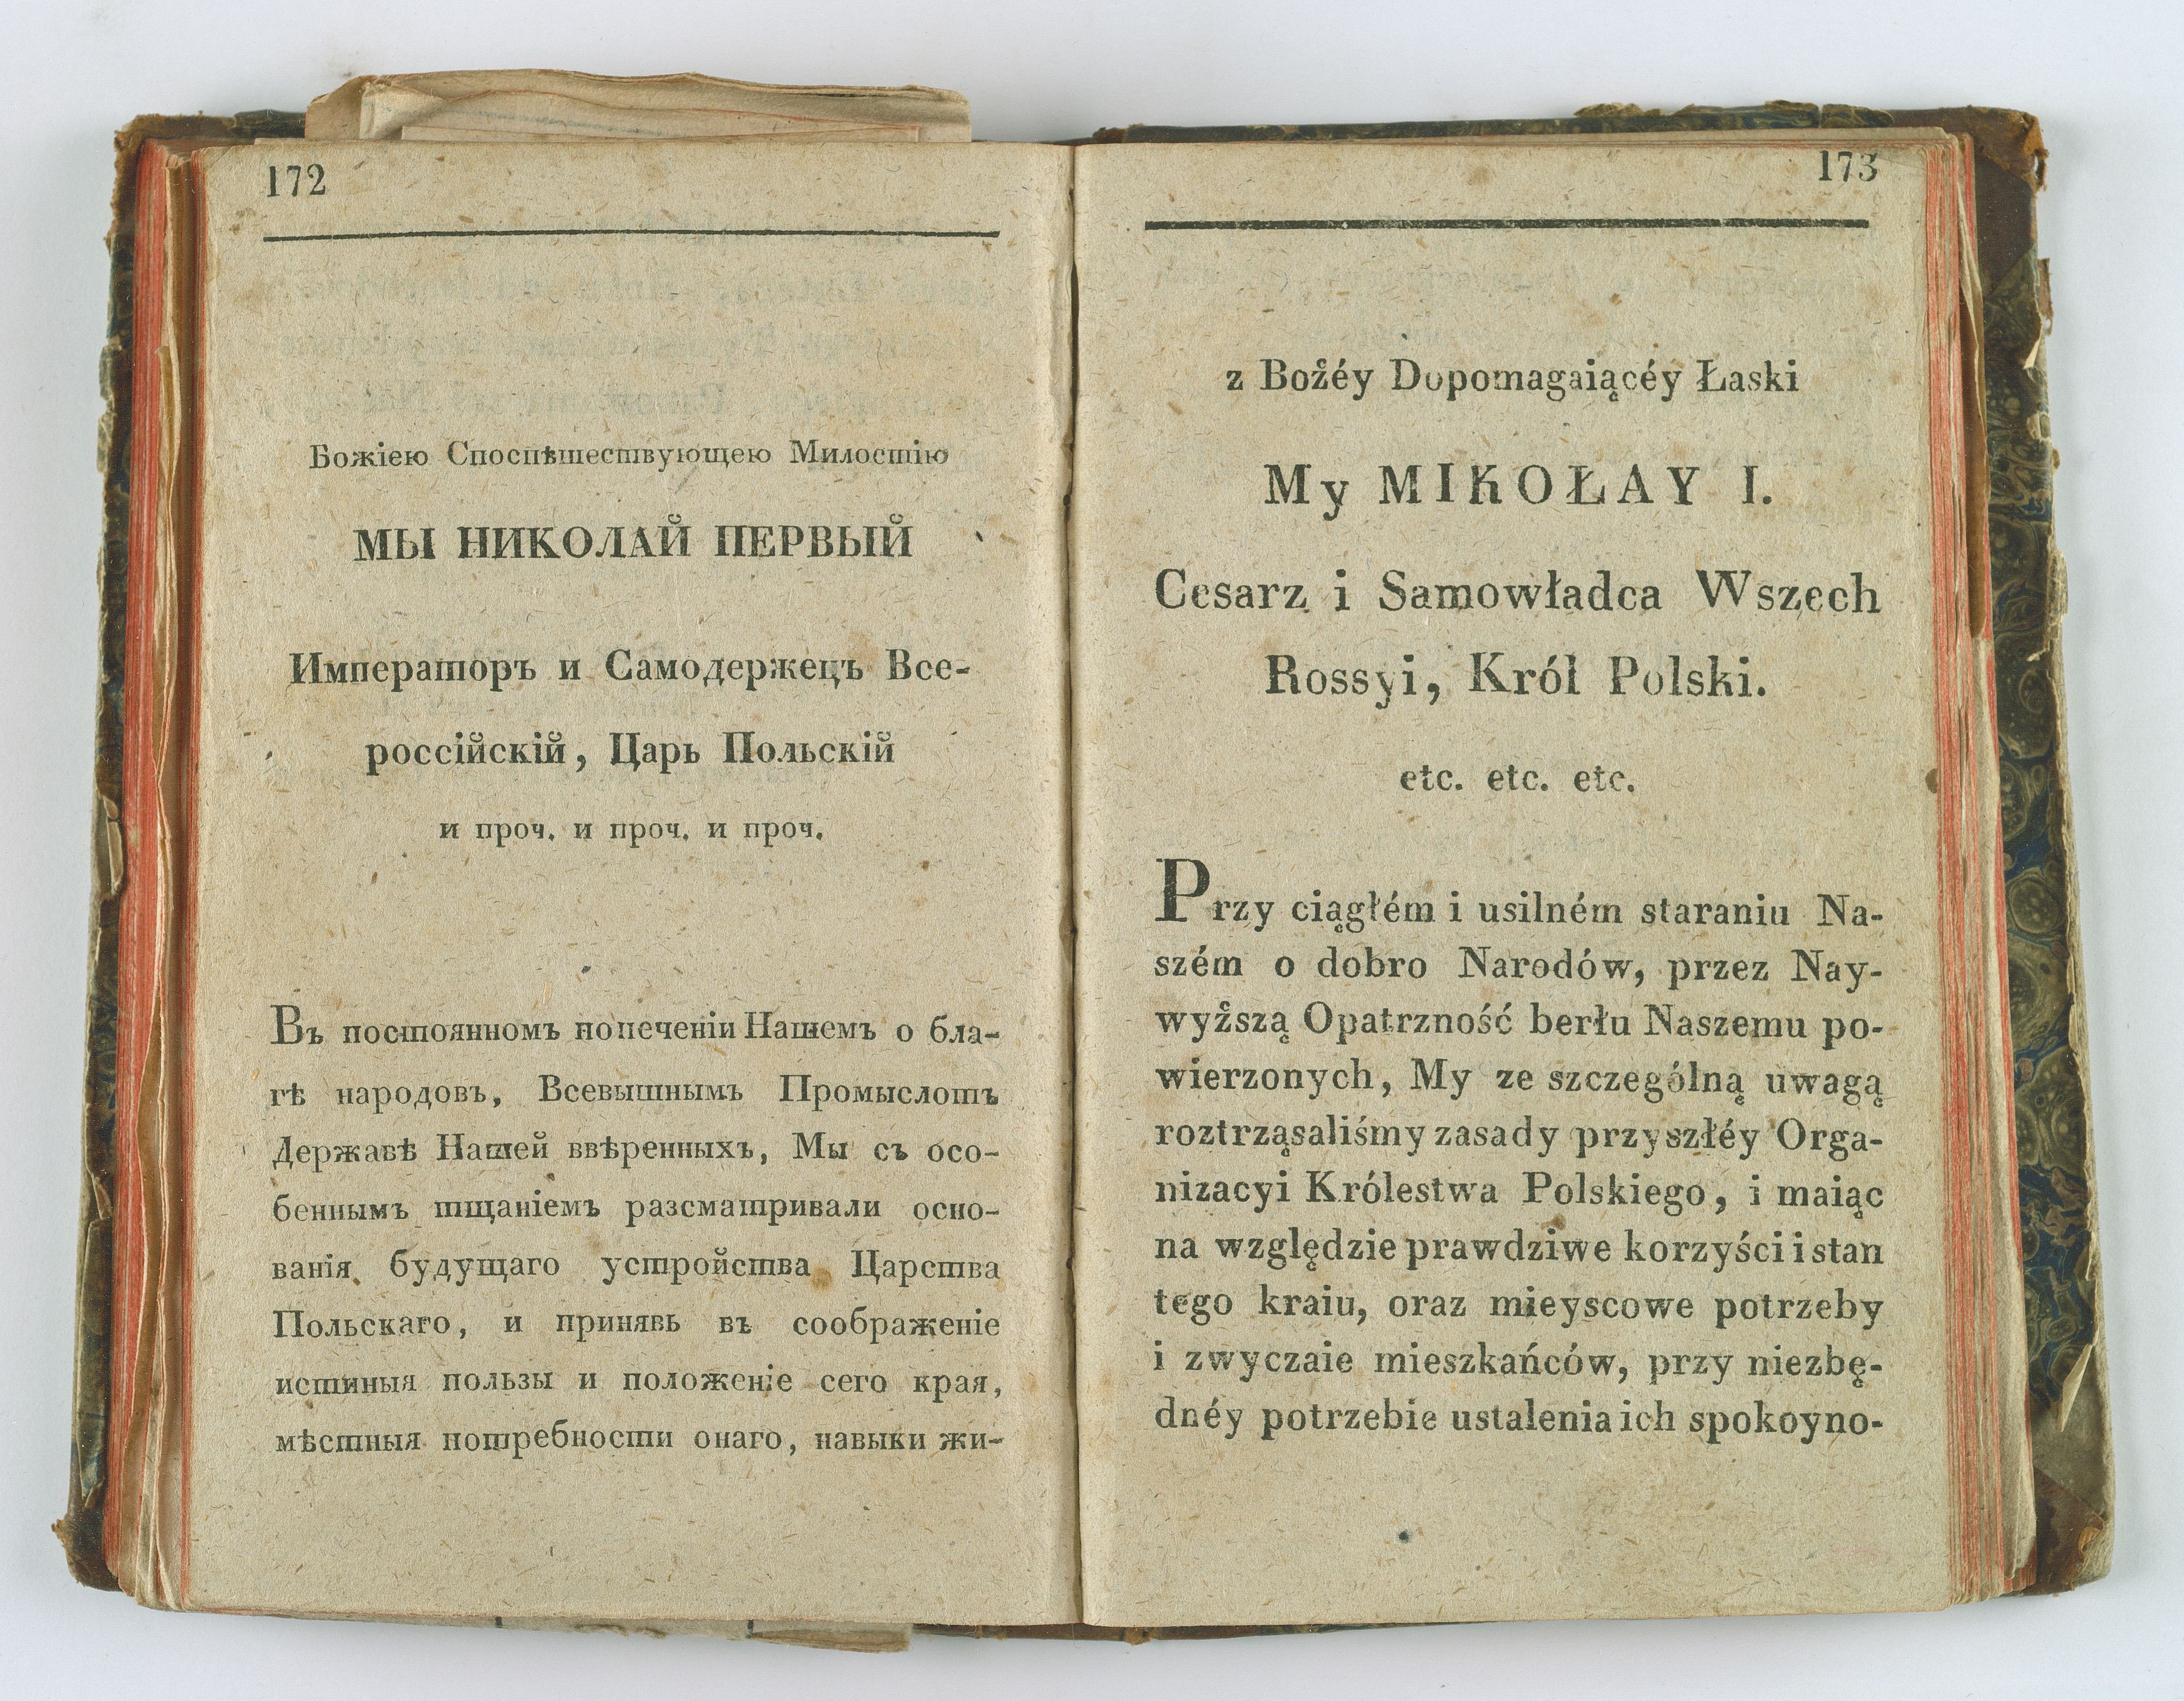 172
Божіею Споспѣшествующею Милостію
МЫ НИКОЛАЙ ПЕРВЫЙ
Императоръ и Самодержецъ Все-
россійскій, Царь Польскій
и проч. и проч. и проч.
Въ постоянномъ попеченіи Нашемъ о бла-
гѣ народовъ, Всевышнымъ Промысломъ
Державѣ Нашей ввѣренныхъ, Мы съ осо-
беннымъ тщаніемъ разсматривали осно-
ванія будущаго устройства Царства
Польскаго, и принявъ въ соображеніе
истиныя пользы и положеніе сего края,
мѣстныя потребности онаго, навыки жи-
173
z Bożéy Dopomagaiącéy Łaski
My MIKOŁAY I.
Cesarz i Samowładca Wszech
Rossyi, Król Polski.
etc. etc. etc.
Przy ciągłém i usilném staraniu Na-
szém o dobro Narodów, przez Nay-
wyższą Opatrzność berłu Naszemu po-
wierzonych, My ze szczególną uwagą
roztrząsaliśmy zasady przyszłéy Orga-
nizacyi Królestwa Polskiego, i maiąc
na względzie prawdziwe korzyści i stan
tego kraiu, oraz mieyscowe potrzeby
i zwyczaie mieszkańców, przy niezbę-
dnéy potrzebie ustalenia ich spokoyno-